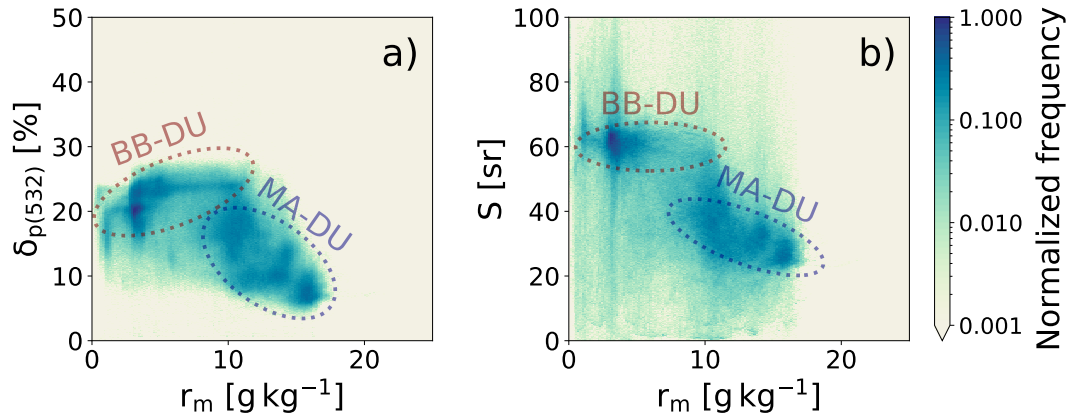 a)
BB-DU
MA-DU
δp(532) [%]
50
40
30
20
10
0
0
10
20
rₘ [g kg⁻¹]
b)
BB-DU
MA-DU
S [sr]
100
80
60
40
20
0
0
10
20
rₘ [g kg⁻¹]
1.000
0.100
0.010
0.001
Normalized frequency